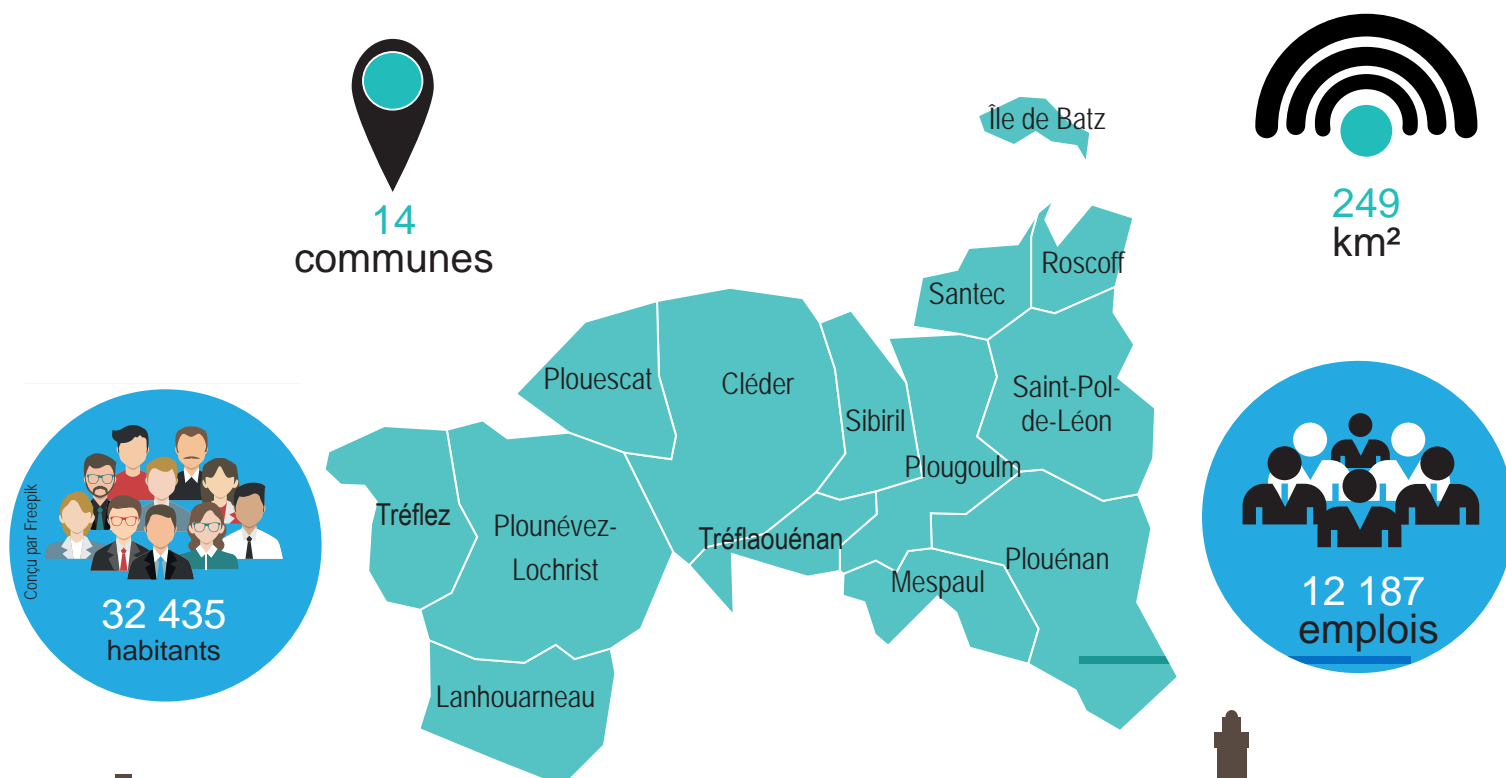 14
communes
Île de Batz
249
km²
Roscoff
Santec
Plouescat
Cléder
Sibiril
Saint-Pol-
de-Léon
Plougoulm
Tréflez
Plounévez-
Lochrist
Tréflaouénan
Mespaul
Plouénan
Lanhouarneau
Conçu par Freepik
32 435
habitants
12 187
emplois